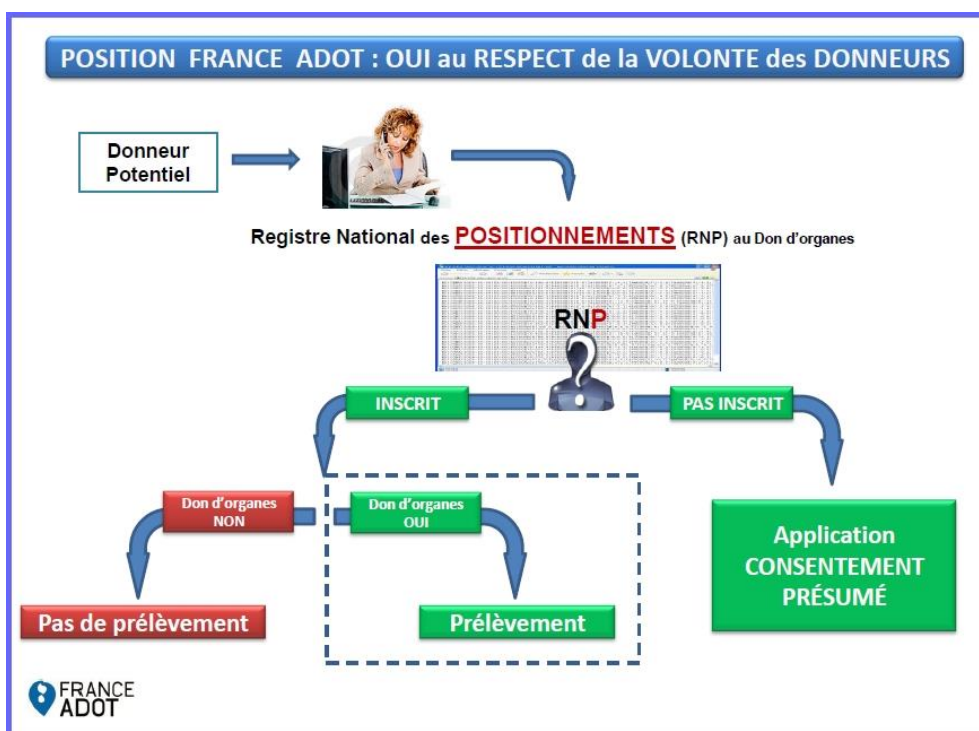 POSITION FRANCE ADOT : OUI au RESPECT de la VOLONTE des DONNEURS
Donneur
Potentiel
Registre National des POSITIONNEMENTS (RNP) au Don d'organes
RNP
INSCRIT
PAS INSCRIT
Don d'organes
NON
Don d'organes
OUI
Application
CONSENTEMENT
PRÉSUMÉ
Pas de prélèvement
Prélèvement
FRANCE
ADOT